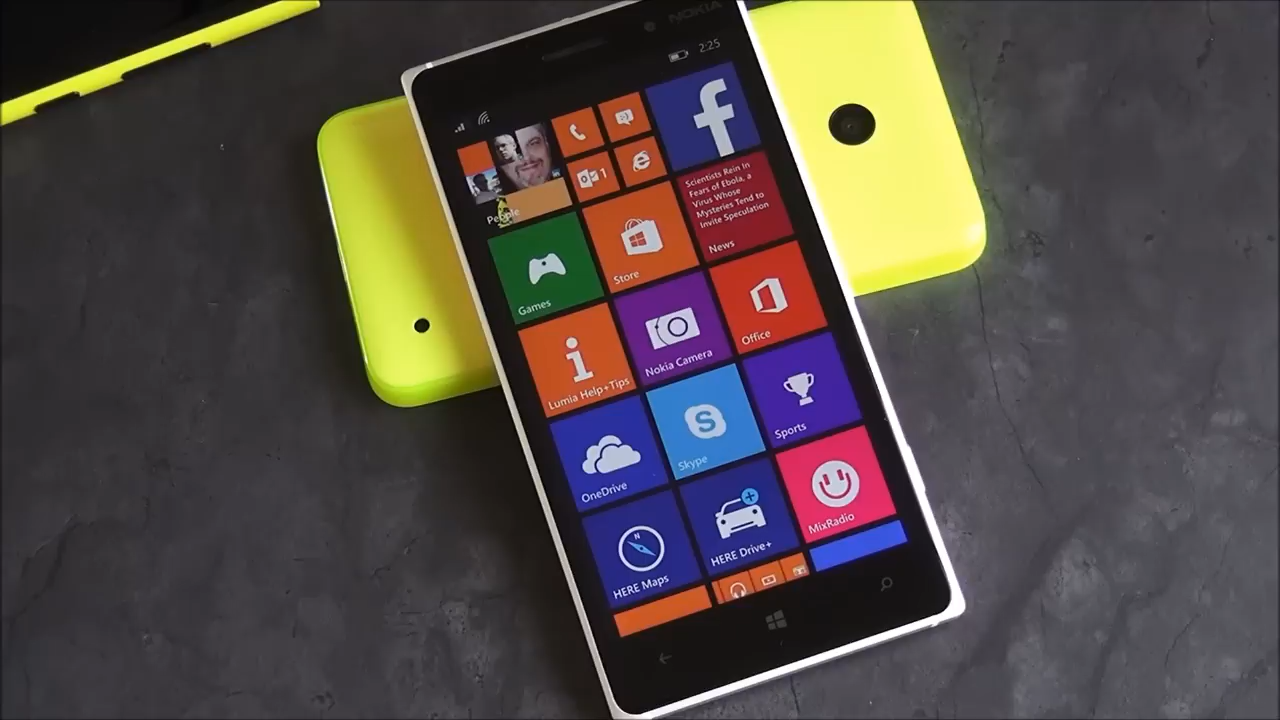 NOKIA
2:25
People
1
f
Scientists Rein In
Fears of Ebola, a
Virus Whose
Mysteries Tend to
Invite Speculation
News
Games
Store
Office
Lumia Help+Tips
Nokia Camera
Sports
OneDrive
Skype
MixRadio
N
HERE Maps
HERE Drive+